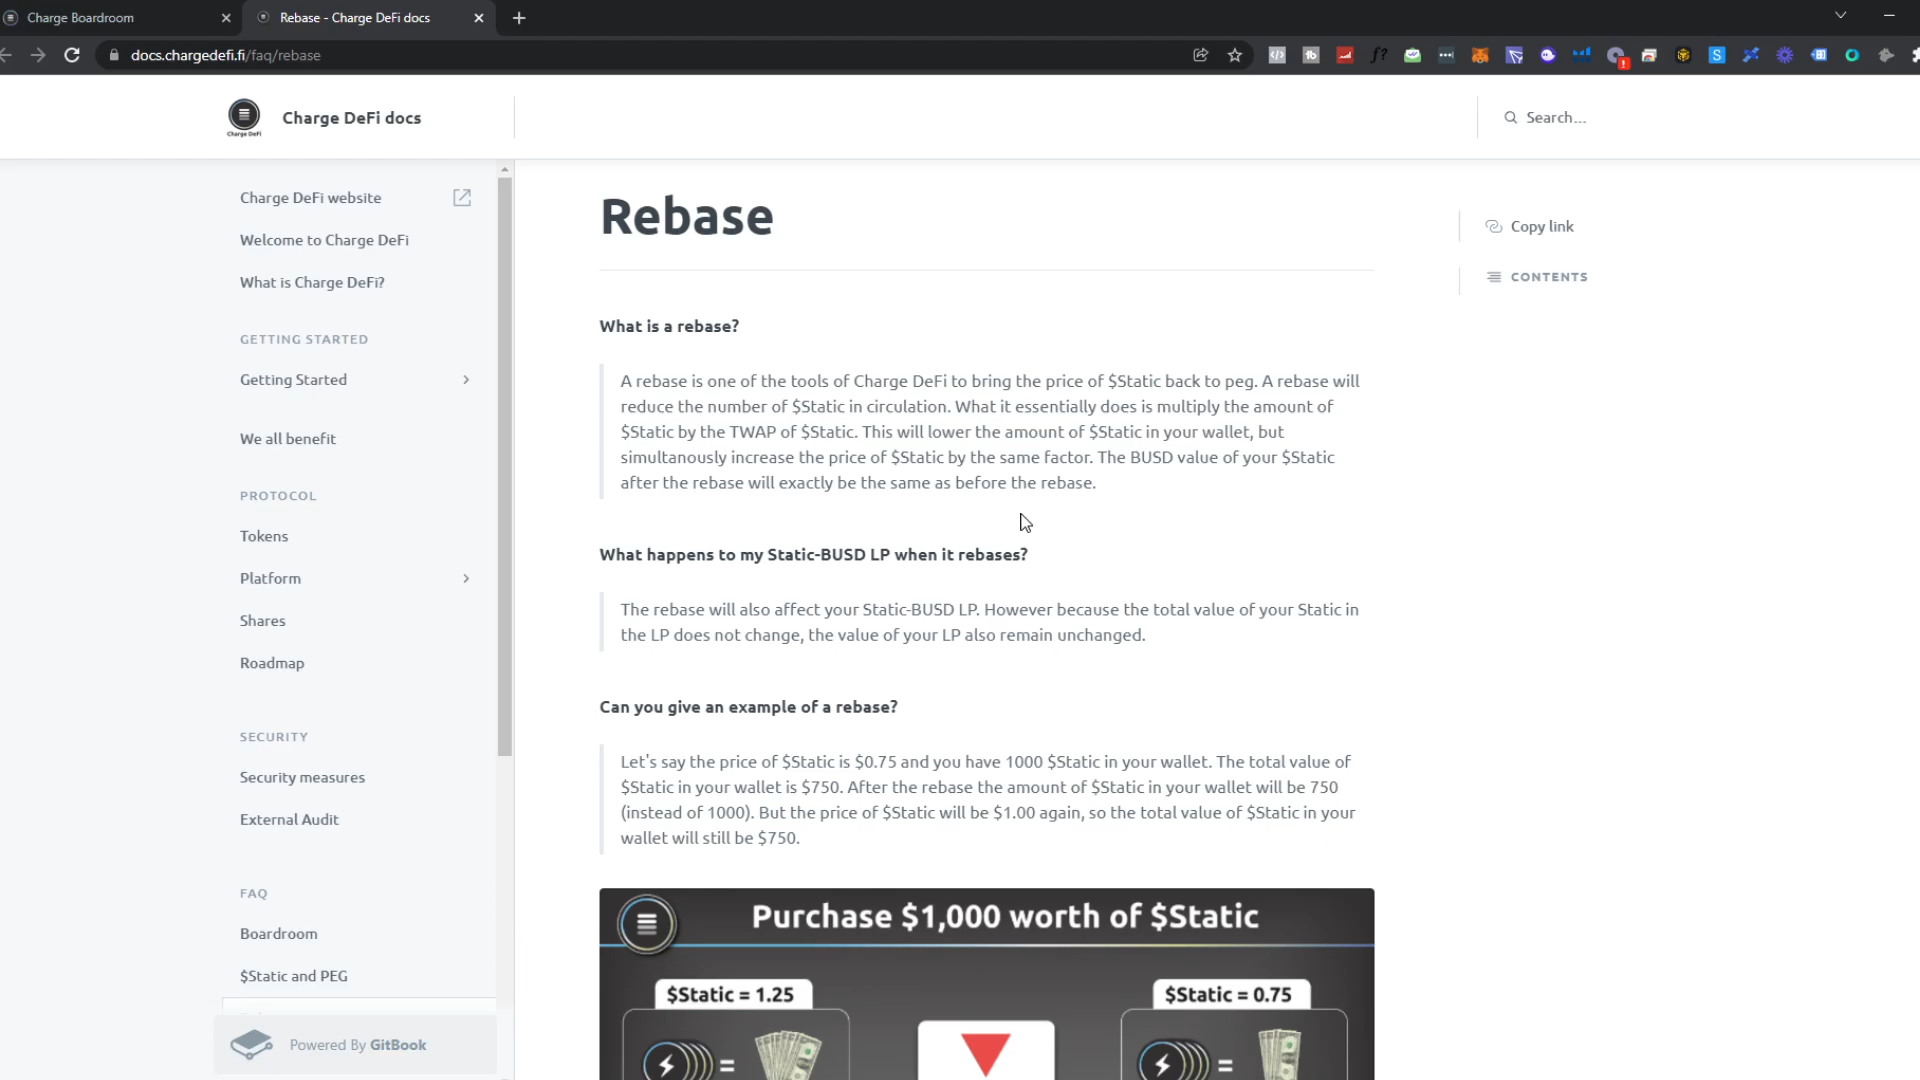 Charge Boardroom
Rebase - Charge DeFi docs
docs.chargedefi.fi/faq/rebase
Charge DeFi
Charge DeFi docs
Search...
Charge DeFi website
Welcome to Charge DeFi
What is Charge DeFi?
GETTING STARTED
Getting Started
We all benefit
PROTOCOL
Tokens
Platform
Shares
Roadmap
SECURITY
Security measures
External Audit
FAQ
Boardroom
$Static and PEG
Powered By GitBook
Rebase
What is a rebase?
A rebase is one of the tools of Charge DeFi to bring the price of $Static back to peg. A rebase will
reduce the number of $Static in circulation. What it essentially does is multiply the amount of
$Static by the TWAP of $Static. This will lower the amount of $Static in your wallet, but
simultanously increase the price of $Static by the same factor. The BUSD value of your $Static
after the rebase will exactly be the same as before the rebase.
What happens to my Static-BUSD LP when it rebases?
The rebase will also affect your Static-BUSD LP. However because the total value of your Static in
the LP does not change, the value of your LP also remain unchanged.
Can you give an example of a rebase?
Let's say the price of $Static is $0.75 and you have 1000 $Static in your wallet. The total value of
$Static in your wallet is $750. After the rebase the amount of $Static in your wallet will be 750
(instead of 1000). But the price of $Static will be $1.00 again, so the total value of $Static in your
wallet will still be $750.
Purchase $1,000 worth of $Static
$Static = 1.25
$Static = 0.75
=
=
Copy link
CONTENTS